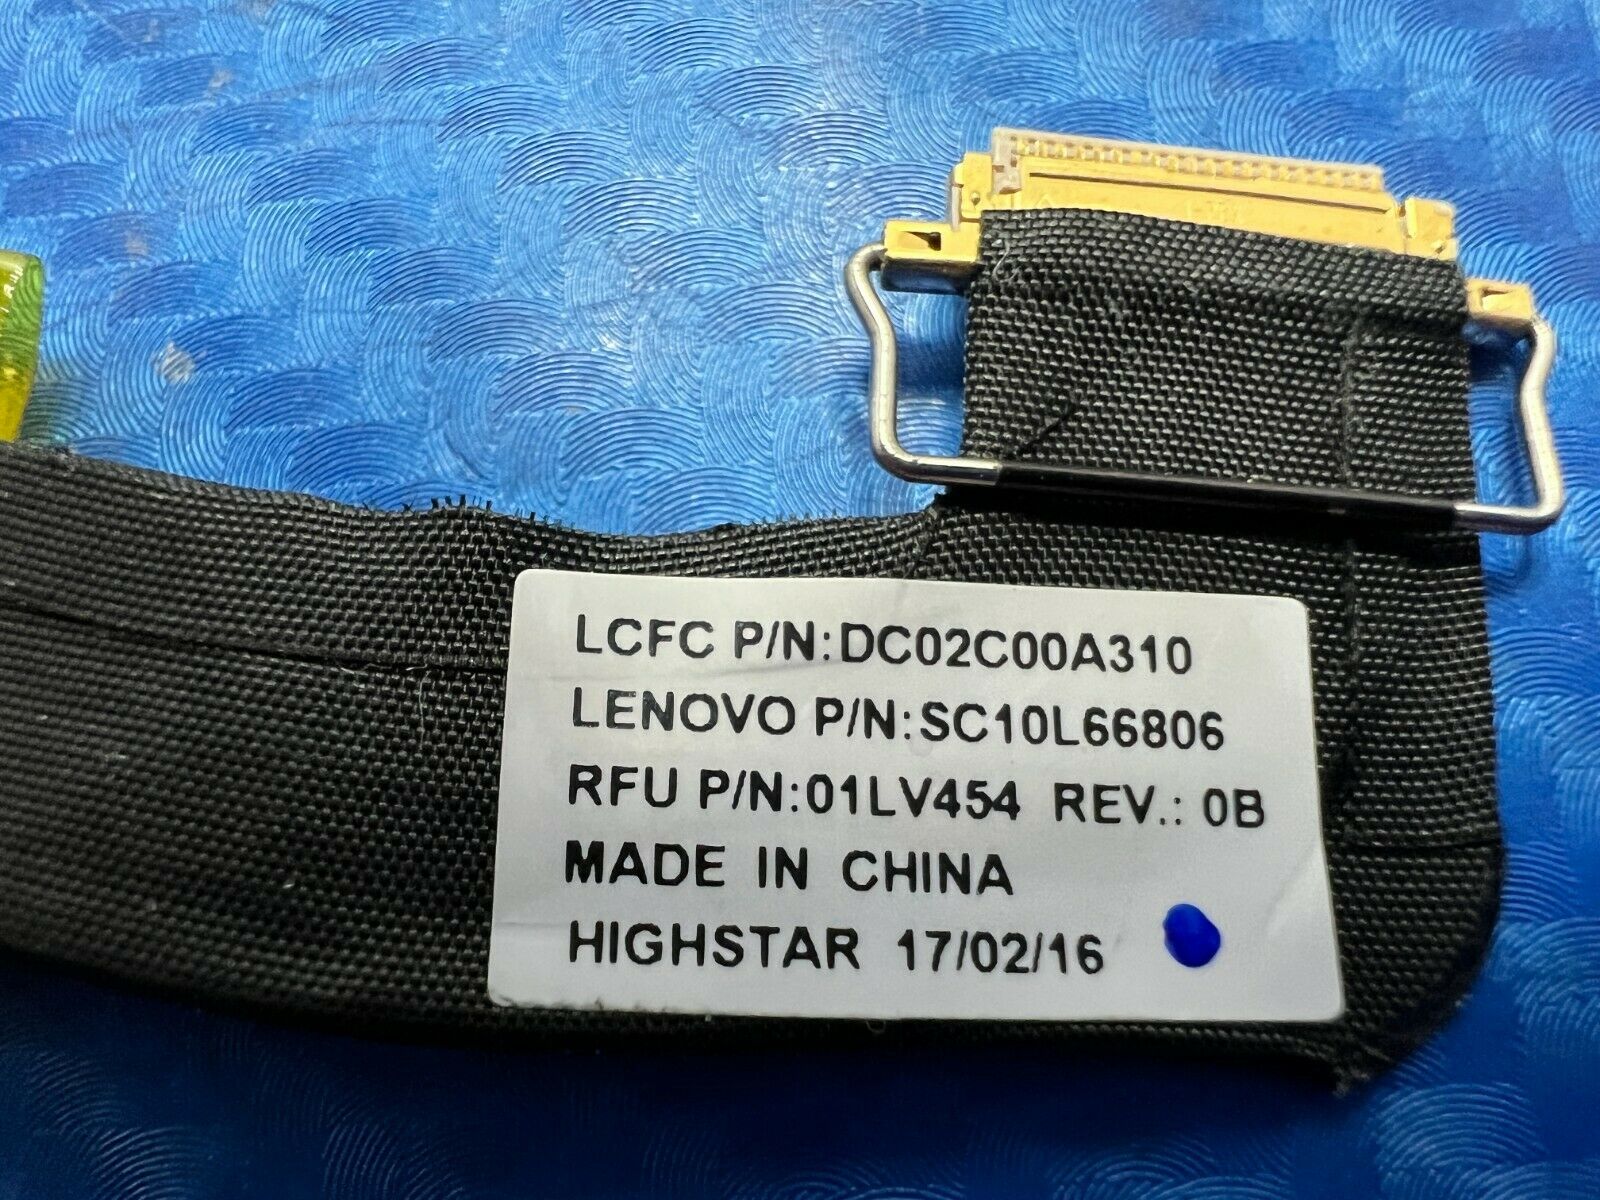 LCFC P/N:DC02C00A310
LENOVO P/N:SC10L66806
RFU P/N:01LV454 REV.: 0B
MADE IN CHINA
HIGHSTAR 17/02/16